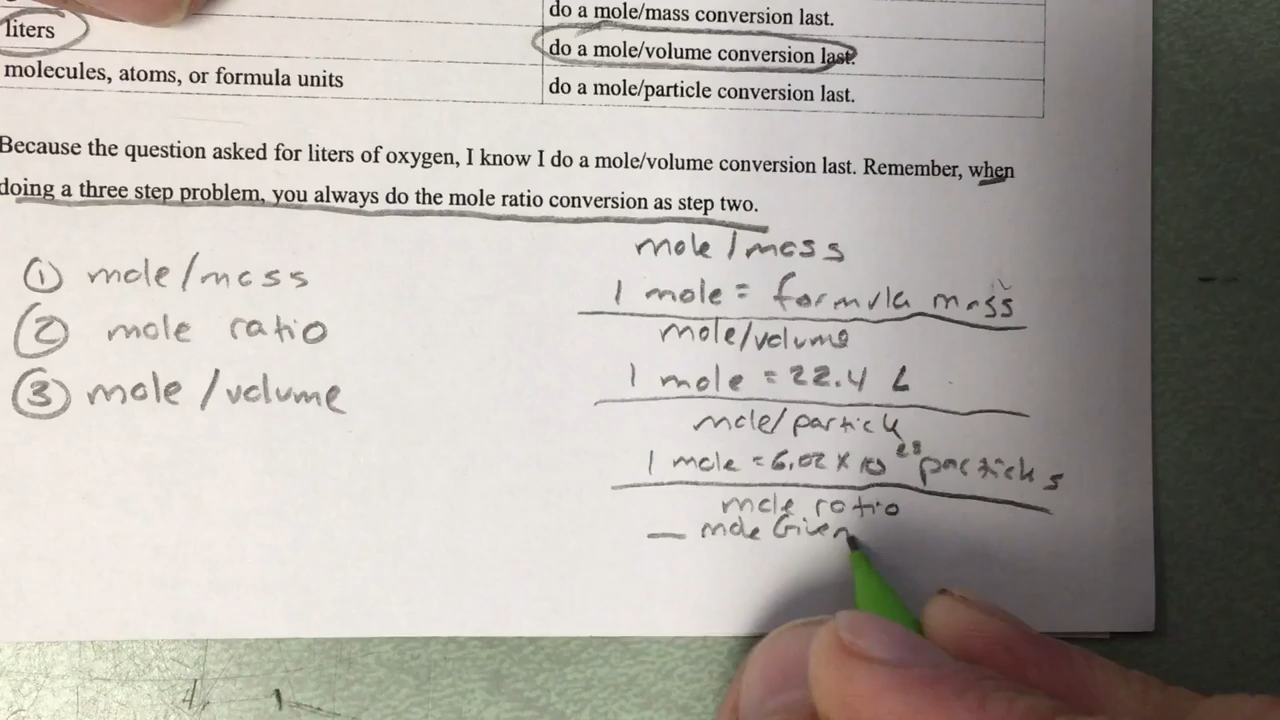 do a mole/mass conversion last.
liters
do a mole/volume conversion last.
molecules, atoms, or formula units
do a mole/particle conversion last.
Because the question asked for liters of oxygen, I know I do a mole/volume conversion last. Remember, when
doing a three step problem, you always do the mole ratio conversion as step two.
① mole/mass
② mole ratio
③ mole/volume
mole/mass
1 mole = formula mass
mole/volume
1 mole = 22.4 L
mole/particle
1 mole = 6.02 x 10²³ particles
mole ratio
__ mole Given